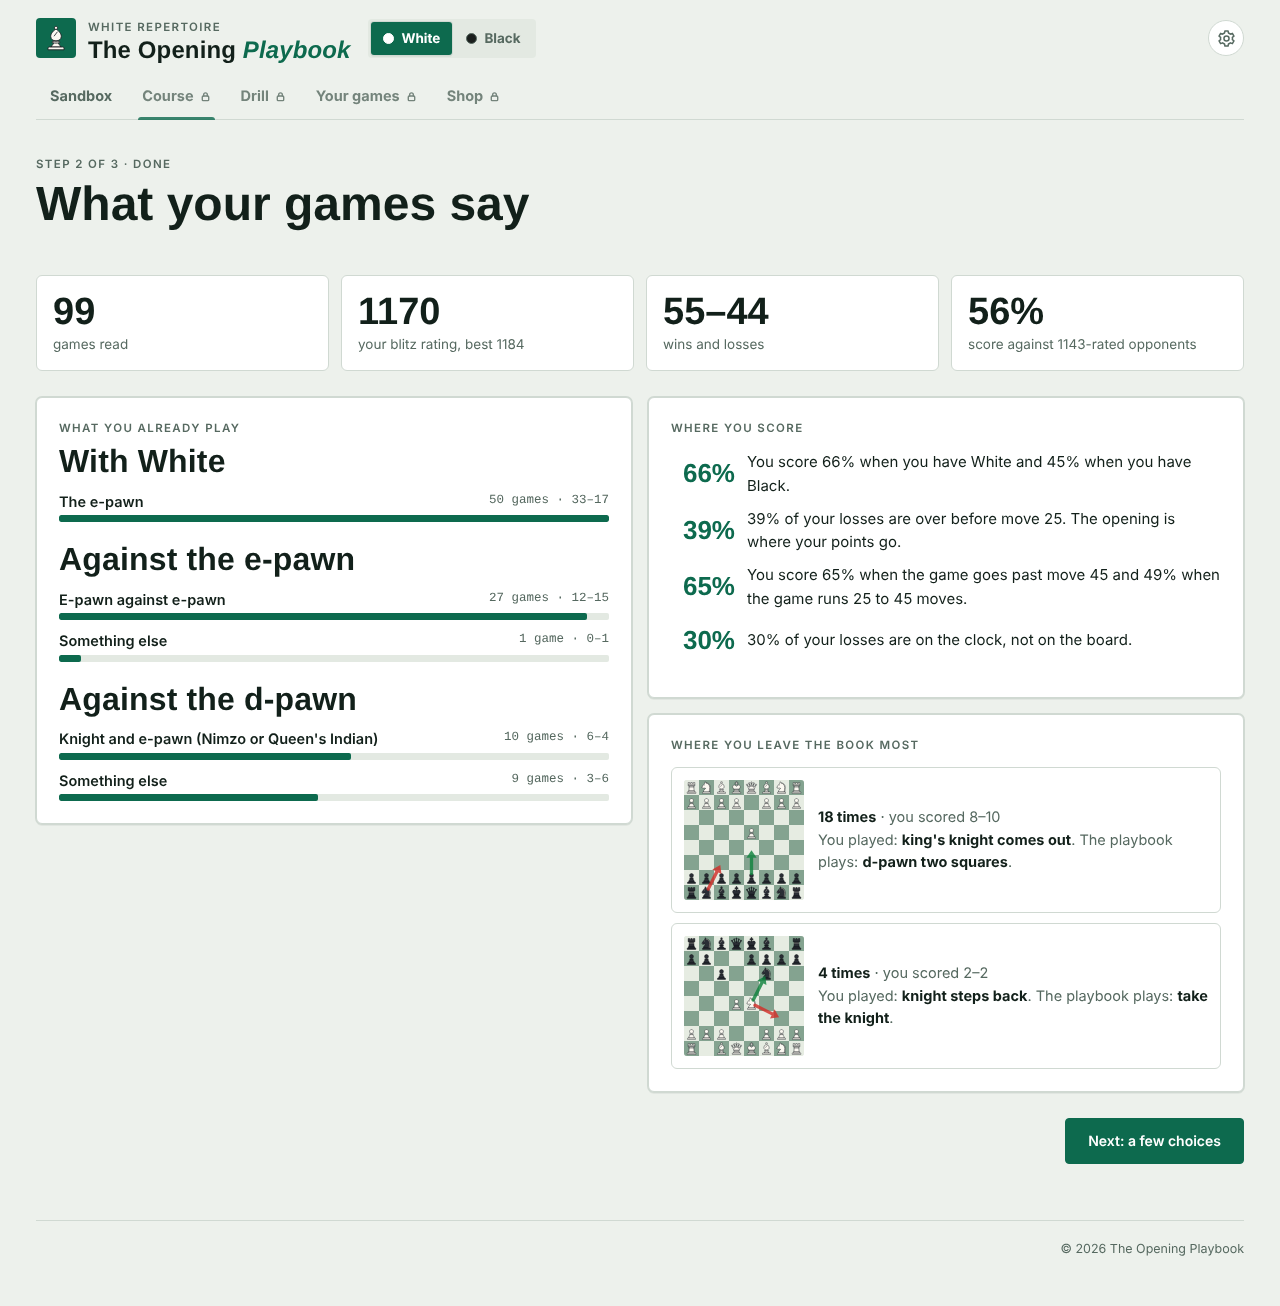 WHITE REPERTOIRE
The Opening Playbook
White
Black
Sandbox
Course
Drill
Your games
Shop
STEP 2 OF 3 · DONE
What your games say
99
games read
1170
your blitz rating, best 1184
55–44
wins and losses
56%
score against 1143-rated opponents
WHAT YOU ALREADY PLAY
With White
The e-pawn
50 games · 33–17
Against the e-pawn
E-pawn against e-pawn
27 games · 12–15
Something else
1 game · 0–1
Against the d-pawn
Knight and e-pawn (Nimzo or Queen's Indian)
10 games · 6–4
Something else
9 games · 3–6
WHERE YOU SCORE
66%
You score 66% when you have White and 45% when you have
Black.
39%
39% of your losses are over before move 25. The opening is
where your points go.
65%
You score 65% when the game goes past move 45 and 49% when
the game runs 25 to 45 moves.
30%
30% of your losses are on the clock, not on the board.
WHERE YOU LEAVE THE BOOK MOST
18 times · you scored 8–10
You played: king's knight comes out. The playbook
plays: d-pawn two squares.
4 times · you scored 2–2
You played: knight steps back. The playbook plays: take
the knight.
Next: a few choices
© 2026 The Opening Playbook